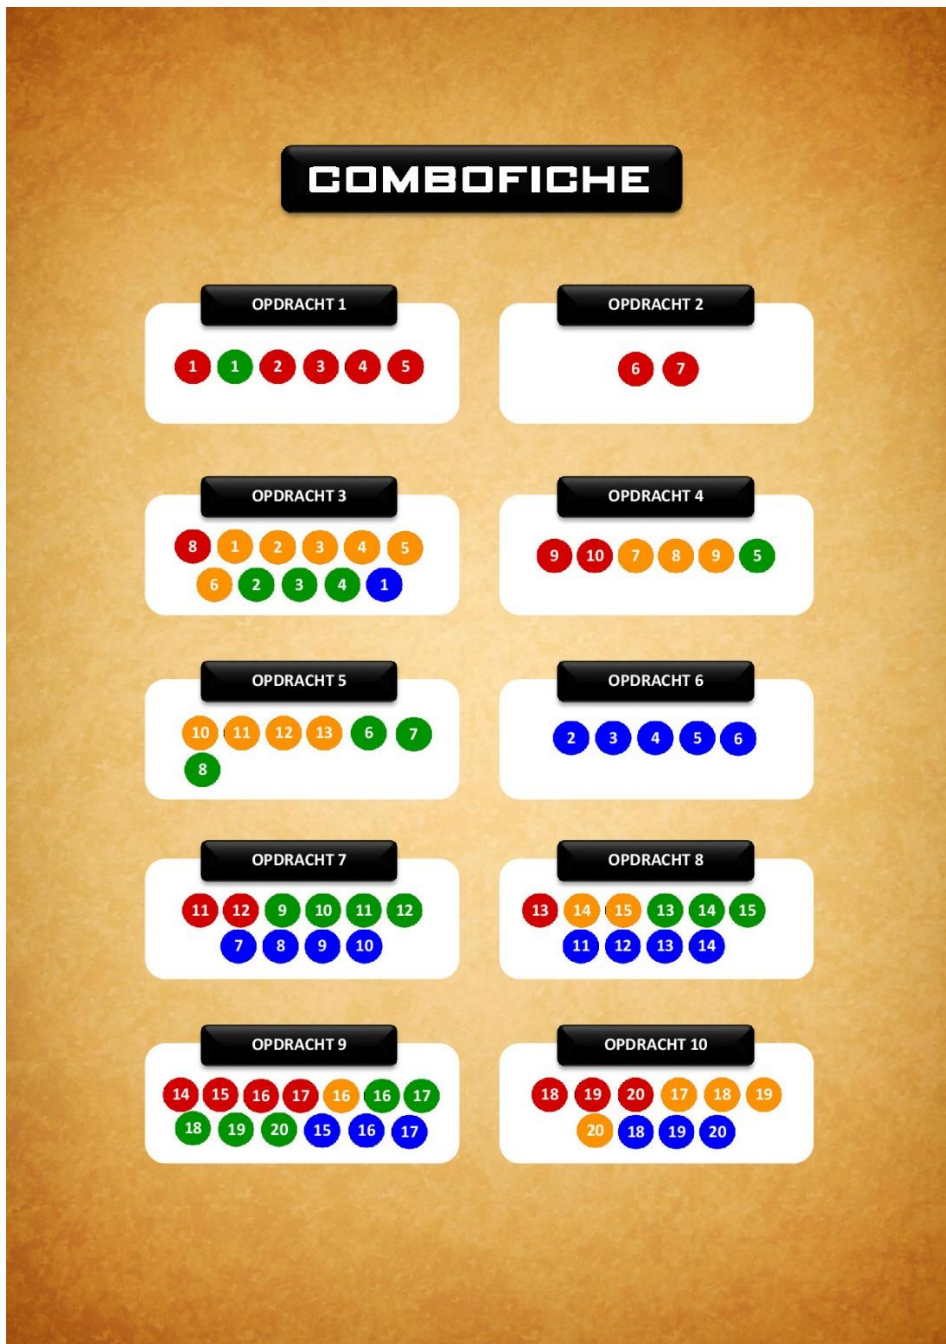 COMBOFICHE
OPDRACHT 1
1 1 2 3 4 5
OPDRACHT 2
6 7
OPDRACHT 3
8 1 2 3 4 5
6 2 3 4 1
OPDRACHT 4
9 10 7 8 9 5
OPDRACHT 5
10 11 12 13 6 7
8
OPDRACHT 6
2 3 4 5 6
OPDRACHT 7
11 12 9 10 11 12
7 8 9 10
OPDRACHT 8
13 14 15 13 14 15
11 12 13 14
OPDRACHT 9
14 15 16 17 16 16 17
18 19 20 15 16 17
OPDRACHT 10
18 19 20 17 18 19
20 18 19 20